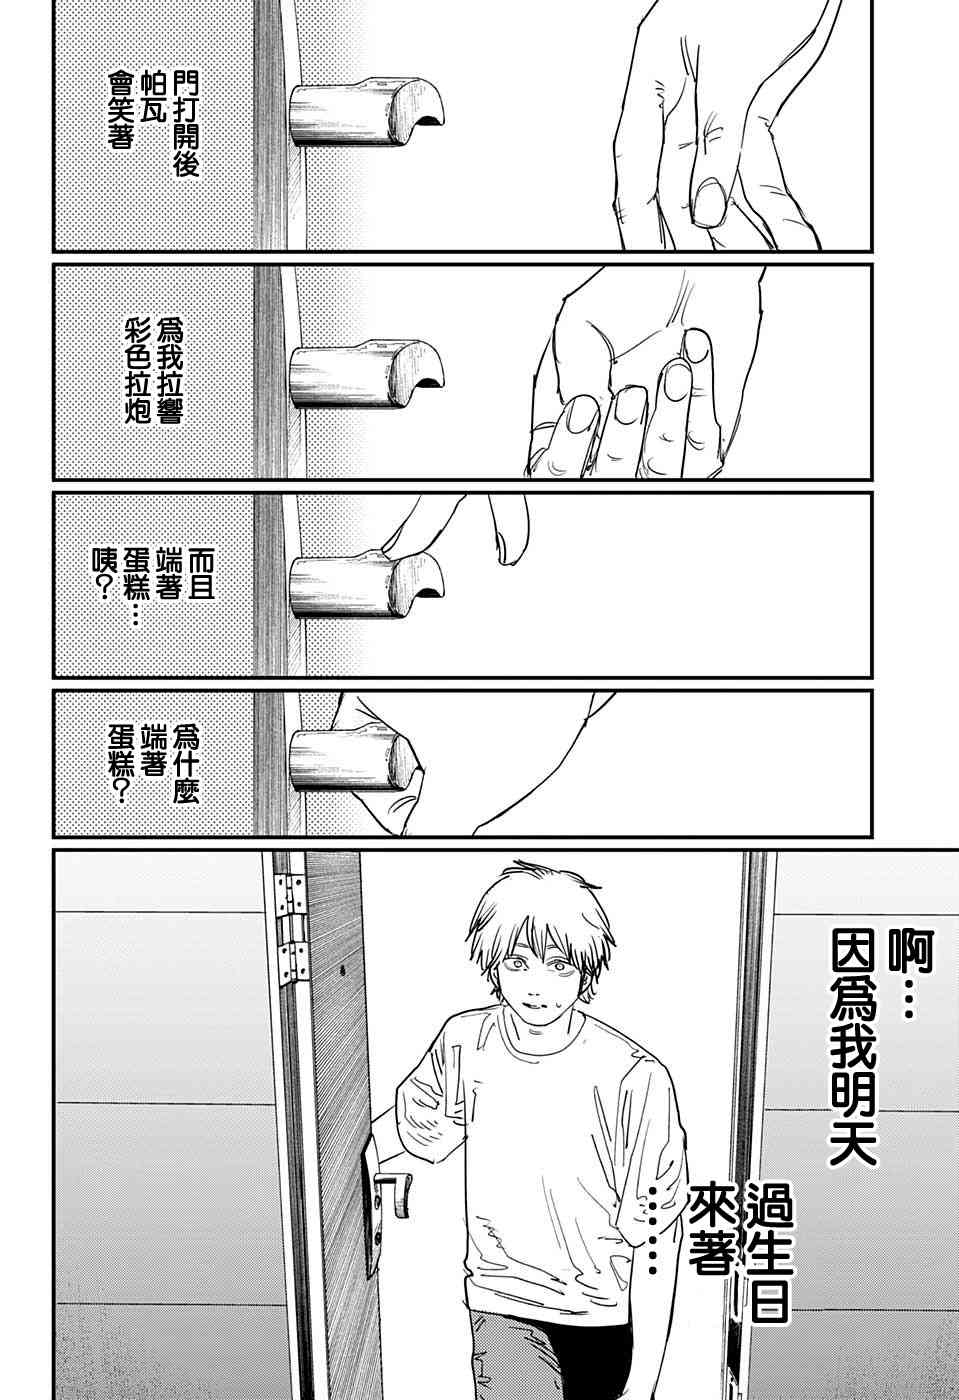 門打開後
帕瓦
會笑著
爲我拉響
彩色拉炮
而且
端著
蛋糕…
咦？
爲什麼
端著
蛋糕？
啊…
因爲我明天
過生日
來著
……